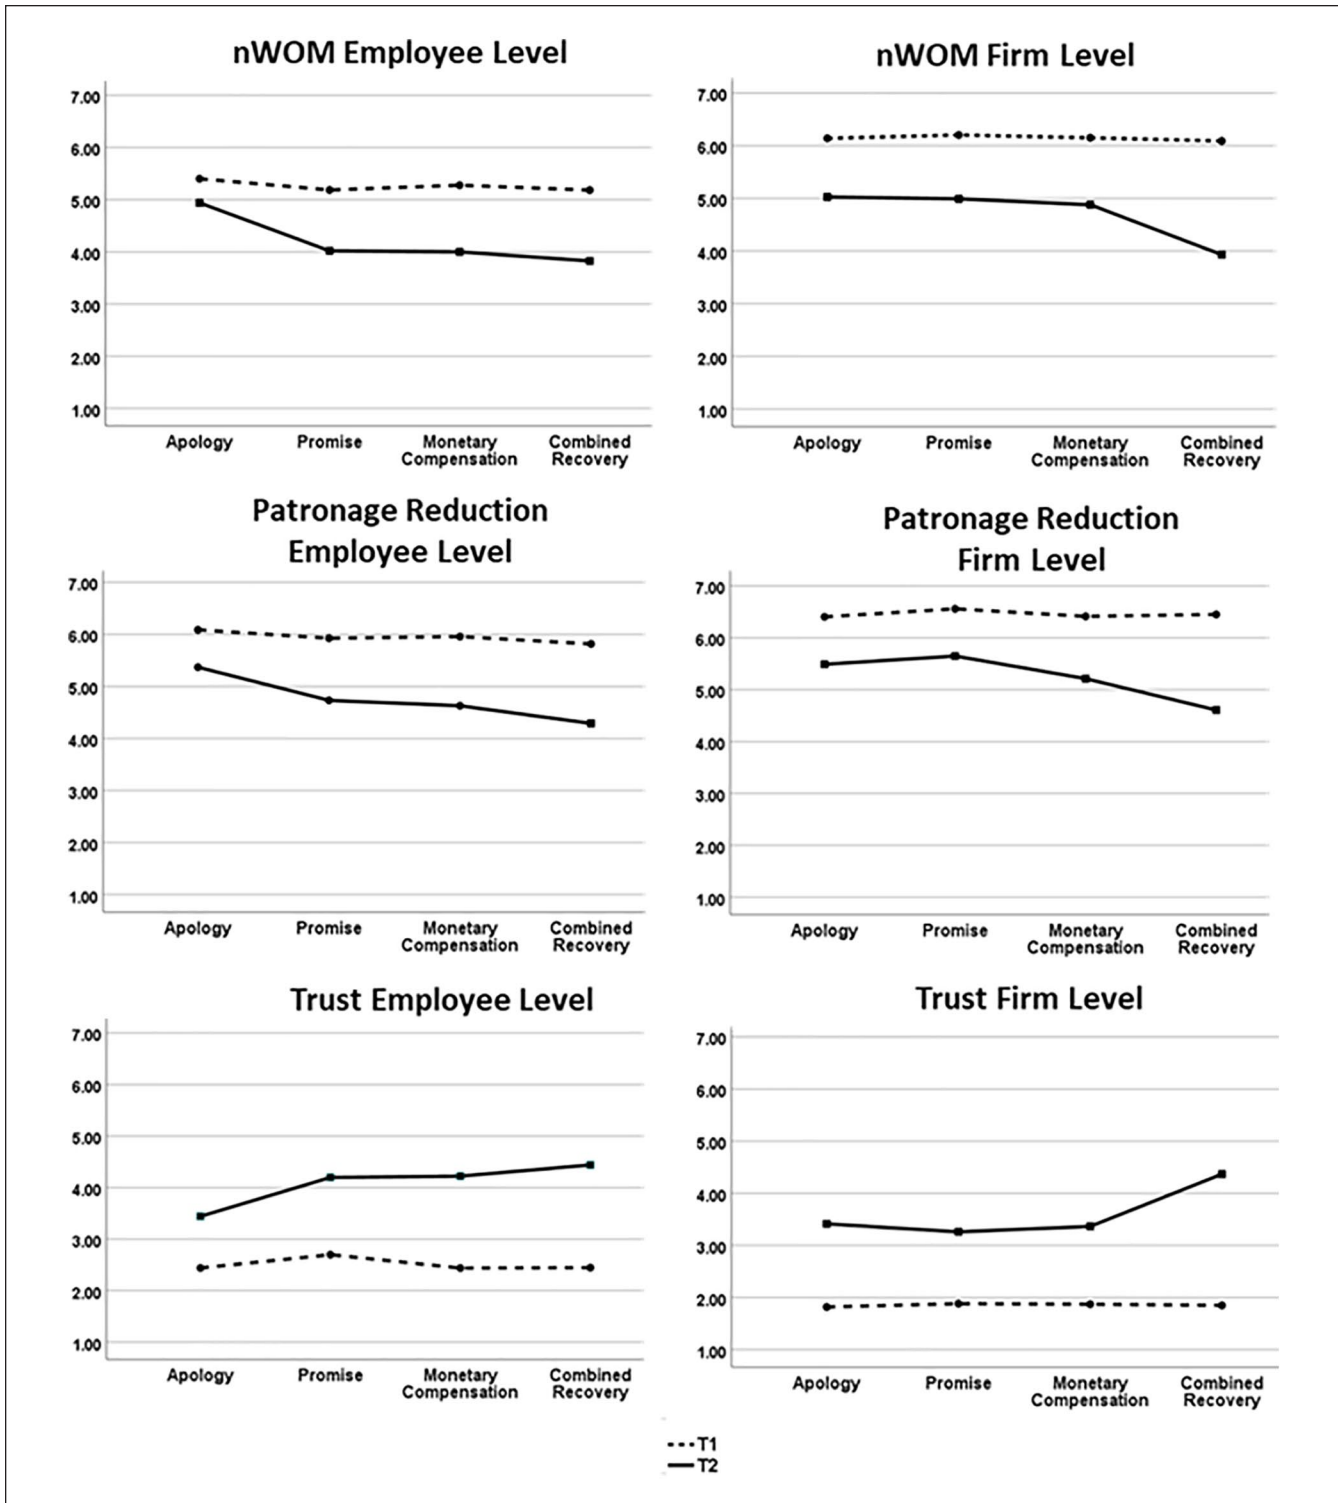 nWOM Employee Level
7.00
6.00
5.00
4.00
3.00
2.00
1.00
Apology Promise Monetary Compensation Combined Recovery
nWOM Firm Level
7.00
6.00
5.00
4.00
3.00
2.00
1.00
Apology Promise Monetary Compensation Combined Recovery
Patronage Reduction
Employee Level
7.00
6.00
5.00
4.00
3.00
2.00
1.00
Apology Promise Monetary Compensation Combined Recovery
Patronage Reduction
Firm Level
7.00
6.00
5.00
4.00
3.00
2.00
1.00
Apology Promise Monetary Compensation Combined Recovery
Trust Employee Level
7.00
6.00
5.00
4.00
3.00
2.00
1.00
Apology Promise Monetary Compensation Combined Recovery
Trust Firm Level
7.00
6.00
5.00
4.00
3.00
2.00
1.00
Apology Promise Monetary Compensation Combined Recovery
T1
T2